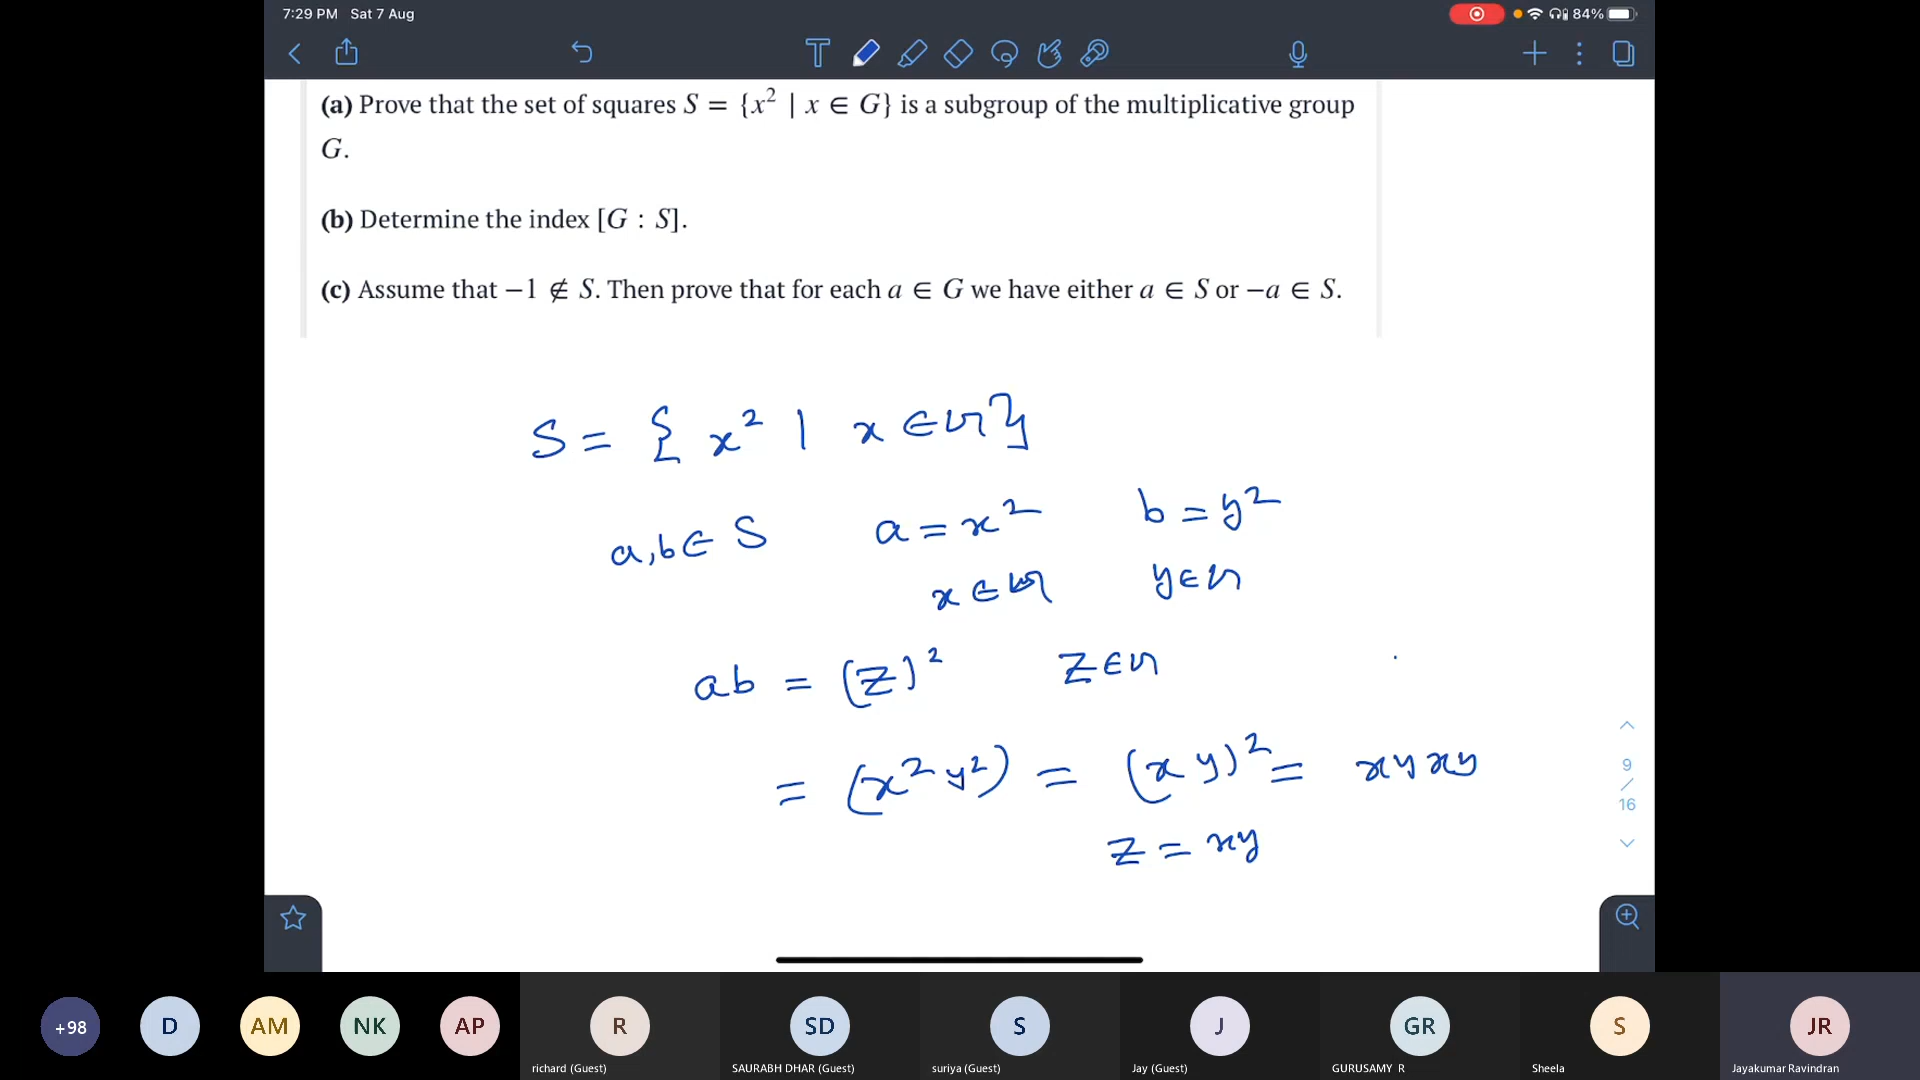 7:29 PM Sat 7 Aug
84%
(a) Prove that the set of squares S = {x² | x ∈ G} is a subgroup of the multiplicative group
G.
(b) Determine the index [G : S].
(c) Assume that −1 ∉ S. Then prove that for each a ∈ G we have either a ∈ S or −a ∈ S.
S = { x² | x ∈ G }
a, b ∈ S a = x² b = y²
x ∈ G y ∈ G
ab = (z)² z ∈ G
= (x² y²) = (x y)² = xy xy
z = xy
9
/
16
+98 D AM NK AP R SD S J GR S JR
richard (Guest) SAURABH DHAR (Guest) suriya (Guest) Jay (Guest) GURUSAMY R Sheela Jayakumar Ravindran